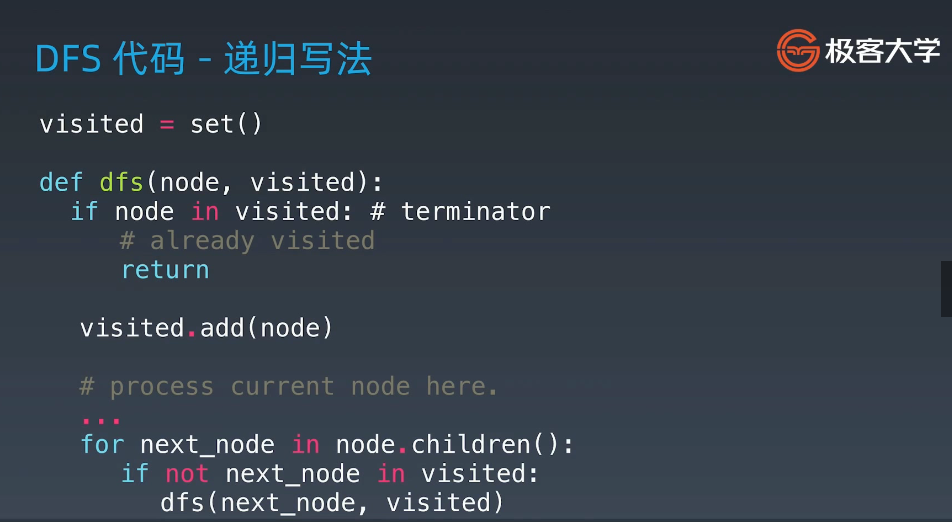 DFS 代码 - 递归写法
极客大学
visited = set()
def dfs(node, visited):
if node in visited: # terminator
# already visited
return
visited.add(node)
# process current node here.
...
for next_node in node.children():
if not next_node in visited:
dfs(next_node, visited)